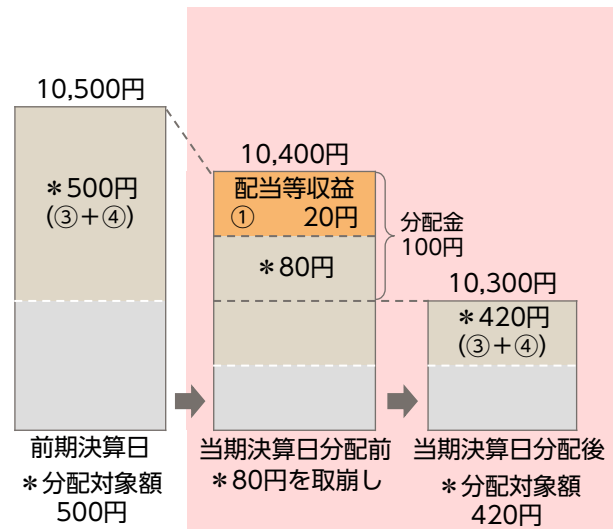 10,500円
＊500円
(③＋④)
前期決算日
＊分配対象額
500円
10,400円
配当等収益
① 20円
＊80円
分配金
100円
当期決算日分配前
＊80円を取崩し
10,300円
＊420円
(③＋④)
当期決算日分配後
＊分配対象額
420円